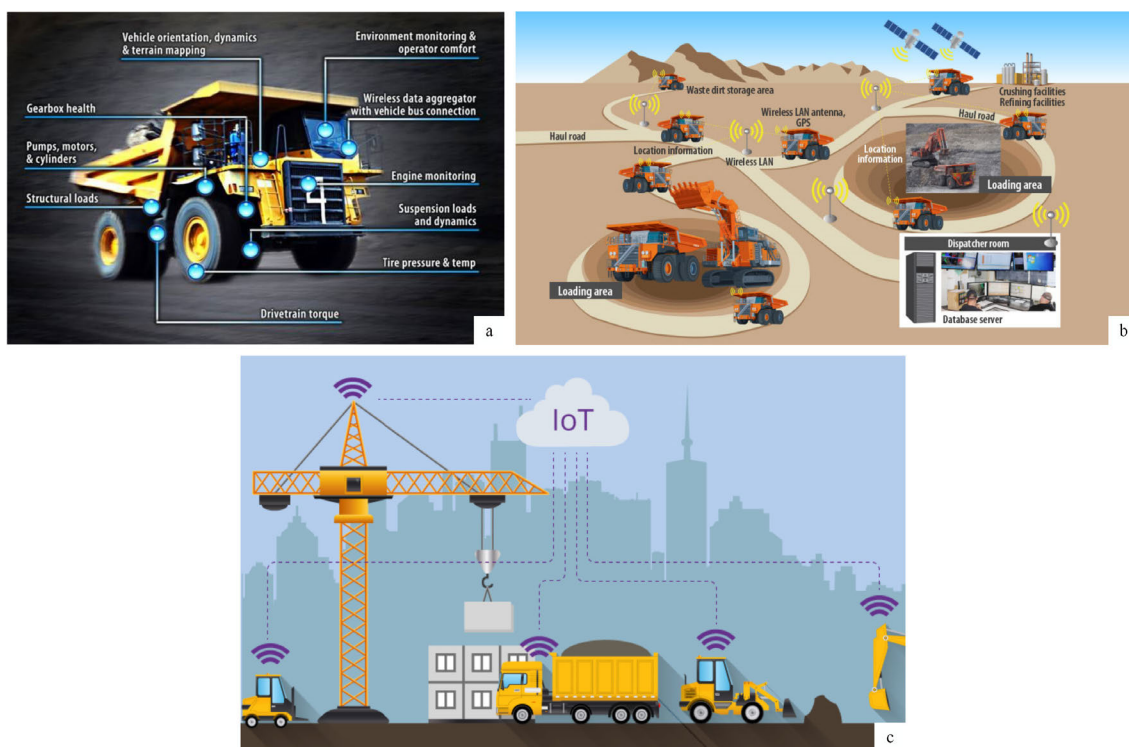 Vehicle orientation, dynamics
& terrain mapping
Environment monitoring &
operator comfort
Gearbox health
Wireless data aggregator
with vehicle bus connection
Pumps, motors,
& cylinders
Engine monitoring
Structural loads
Suspension loads
and dynamics
Tire pressure & temp
Drivetrain torque
a
Waste dirt storage area
Crushing facilities
Refining facilities
Wireless LAN antenna,
GPS
Haul road
Haul road
Location information
Wireless LAN
Location
information
Loading area
Dispatcher room
Loading area
Database server
b
IoT
c